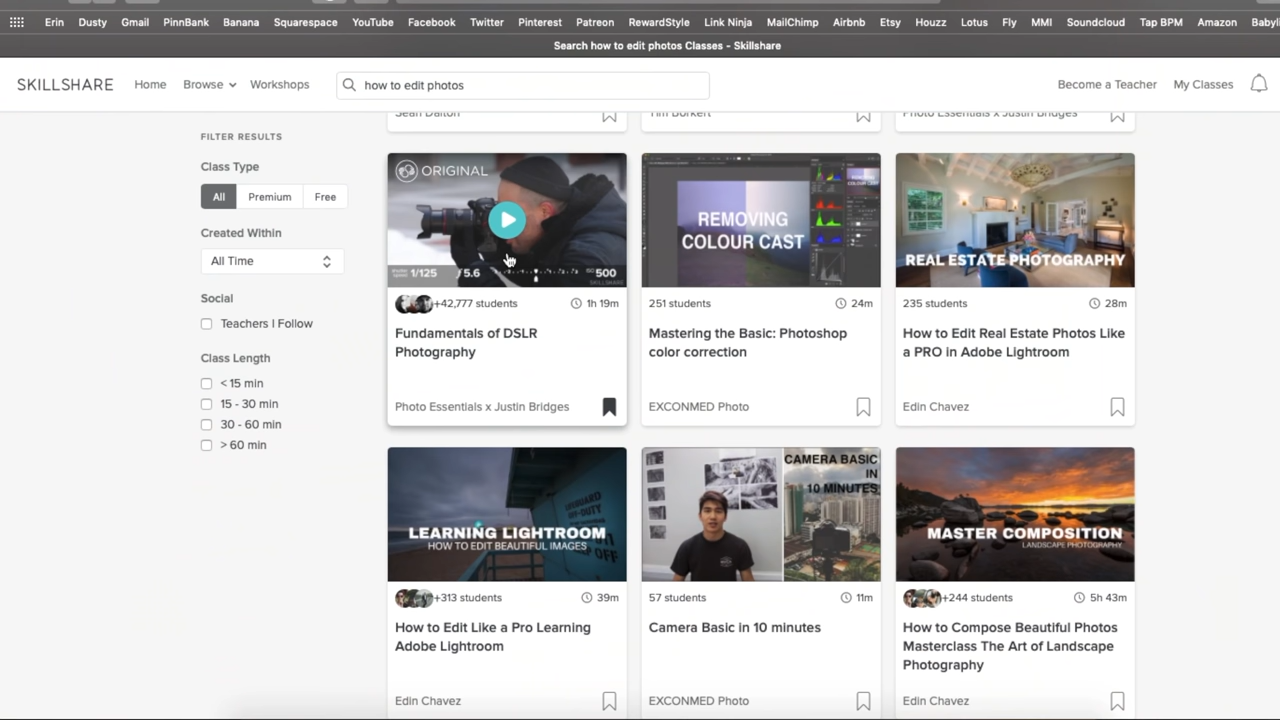 Erin Dusty Gmail PinnBank Banana Squarespace YouTube Facebook Twitter Pinterest Patreon RewardStyle Link Ninja MailChimp Airbnb Etsy Houzz Lotus Fly MMI Soundcloud Tap BPM Amazon Babyli
Search how to edit photos Classes - Skillshare
SKILLSHARE Home Browse Workshops how to edit photos Become a Teacher My Classes
FILTER RESULTS
Class Type
All Premium Free
Created Within
All Time
Social
Teachers I Follow
Class Length
< 15 min
15 - 30 min
30 - 60 min
> 60 min
Sean Dalton
Photo Essentials x Justin Bridges
ORIGINAL
1/125 /5.6 ISO 500
SKILLSHARE
+42,777 students 1h 19m
Fundamentals of DSLR
Photography
Photo Essentials x Justin Bridges
REMOVING
COLOUR CAST
251 students 24m
Mastering the Basic: Photoshop
color correction
EXCONMED Photo
REAL ESTATE PHOTOGRAPHY
235 students 28m
How to Edit Real Estate Photos Like
a PRO in Adobe Lightroom
Edin Chavez
LEARNING LIGHTROOM
HOW TO EDIT BEAUTIFUL IMAGES
+313 students 39m
How to Edit Like a Pro Learning
Adobe Lightroom
Edin Chavez
CAMERA BASIC
IN
10 MINUTES
57 students 11m
Camera Basic in 10 minutes
EXCONMED Photo
MASTER COMPOSITION
LANDSCAPE PHOTOGRAPHY
+244 students 5h 43m
How to Compose Beautiful Photos
Masterclass The Art of Landscape
Photography
Edin Chavez